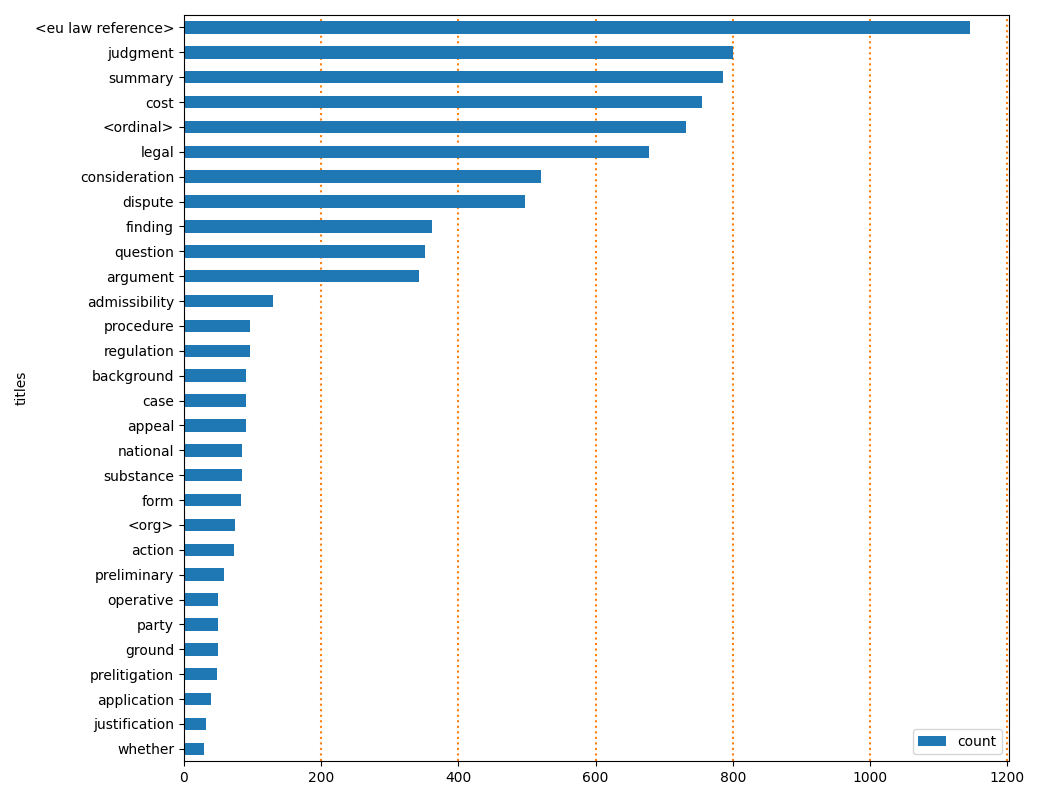 <eu law reference>
judgment
summary
cost
<ordinal>
legal
consideration
dispute
finding
question
argument
admissibility
procedure
regulation
background
case
appeal
national
substance
form
<org>
action
preliminary
operative
party
ground
prelitigation
application
justification
whether
titles
count
0 200 400 600 800 1000 1200